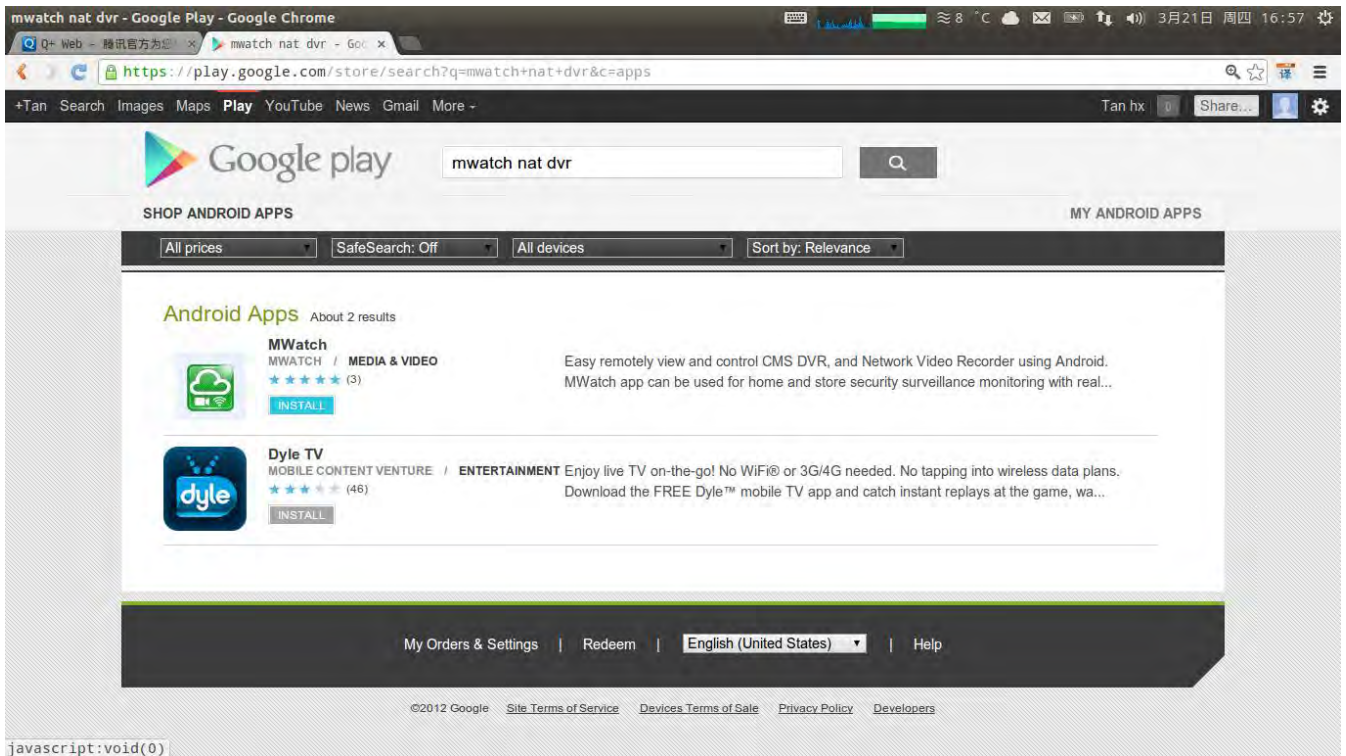 mwatch nat dvr - Google Play - Google Chrome
8 °C 3月21日 周四 16:57
Q+ Web - 腾讯官方为您 × mwatch nat dvr - Goo ×
https://play.google.com/store/search?q=mwatch+nat+dvr&c=apps 译
+Tan Search Images Maps Play YouTube News Gmail More Tan hx 0 Share...
Google play mwatch nat dvr
SHOP ANDROID APPS MY ANDROID APPS
All prices SafeSearch: Off All devices Sort by: Relevance
Android Apps About 2 results
MWatch
MWATCH / MEDIA & VIDEO
(3)
INSTALL
Easy remotely view and control CMS DVR, and Network Video Recorder using Android.
MWatch app can be used for home and store security surveillance monitoring with real...
dyle
Dyle TV
MOBILE CONTENT VENTURE / ENTERTAINMENT
(46)
INSTALL
Enjoy live TV on-the-go! No WiFi® or 3G/4G needed. No tapping into wireless data plans.
Download the FREE Dyle™ mobile TV app and catch instant replays at the game, wa...
My Orders & Settings | Redeem | English (United States) | Help
©2012 Google Site Terms of Service Devices Terms of Sale Privacy Policy Developers
javascript:void(0)